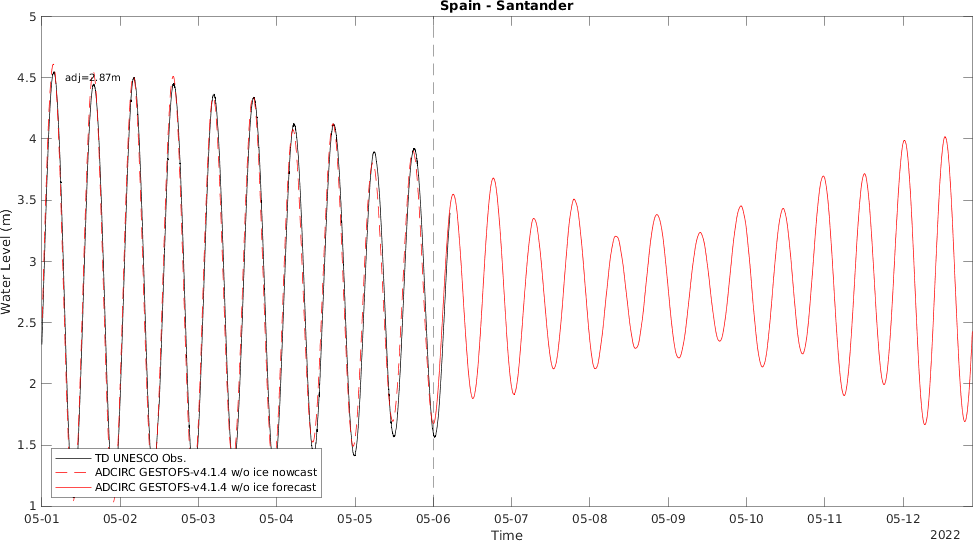 Spain - Santander
5
4.5
4
3.5
3
2.5
2
1.5
1
Water Level (m)
adj=2.87m
TD UNESCO Obs.
ADCIRC GESTOFS-v4.1.4 w/o ice nowcast
ADCIRC GESTOFS-v4.1.4 w/o ice forecast
05-01 05-02 05-03 05-04 05-05 05-06 05-07 05-08 05-09 05-10 05-11 05-12
Time
2022